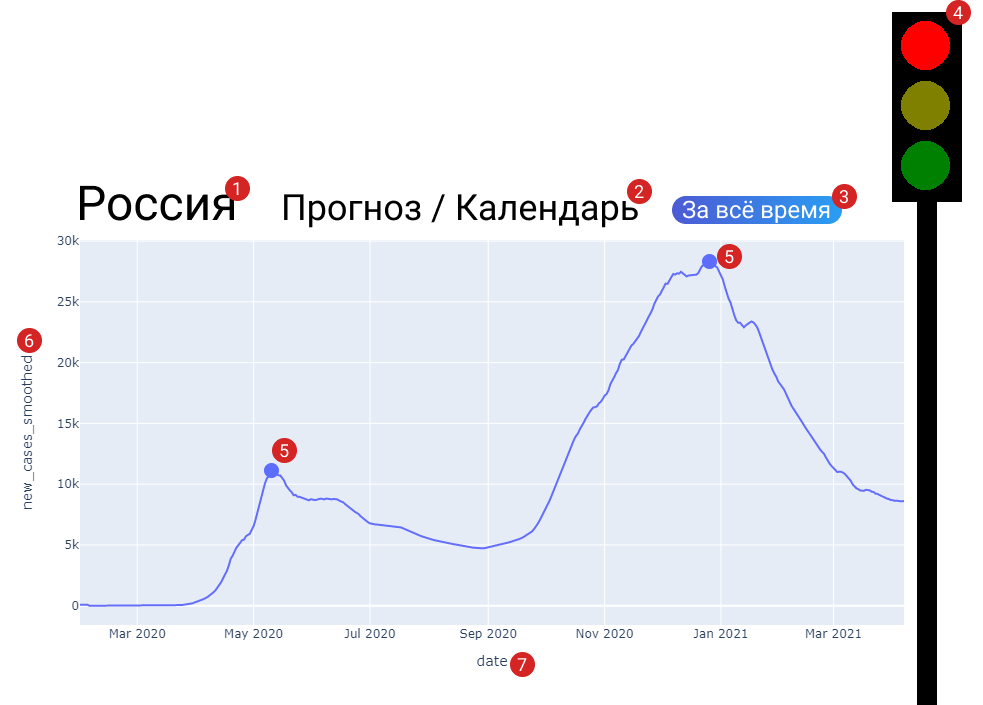 4
Россия 1
Прогноз / Календарь 2
За всё время 3
30k
25k
20k
15k
10k
5k
0
6
new_cases_smoothed
5
5
Mar 2020 May 2020 Jul 2020 Sep 2020 Nov 2020 Jan 2021 Mar 2021
date 7